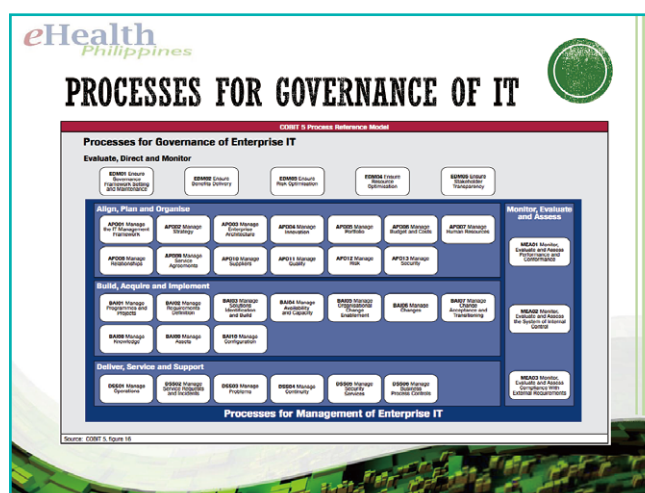 eHealth
Philippines
PROCESSES FOR GOVERNANCE OF IT
COBIT 5 Process Reference Model
Processes for Governance of Enterprise IT
Evaluate, Direct and Monitor
EDM01 Ensure
Governance
Framework Setting
and Maintenance
EDM02 Ensure
Benefits Delivery
EDM03 Ensure
Risk Optimisation
EDM04 Ensure
Resource
Optimisation
EDM05 Ensure
Stakeholder
Transparency
Align, Plan and Organise
APO01 Manage
the IT Management
Framework
APO02 Manage
Strategy
APO03 Manage
Enterprise
Architecture
APO04 Manage
Innovation
APO05 Manage
Portfolio
APO06 Manage
Budget and Costs
APO07 Manage
Human Resources
APO08 Manage
Relationships
APO09 Manage
Service
Agreements
APO10 Manage
Suppliers
APO11 Manage
Quality
APO12 Manage
Risk
APO13 Manage
Security
Build, Acquire and Implement
BAI01 Manage
Programmes and
Projects
BAI02 Manage
Requirements
Definition
BAI03 Manage
Solutions
Identification
and Build
BAI04 Manage
Availability
and Capacity
BAI05 Manage
Organisational
Change
Enablement
BAI06 Manage
Changes
BAI07 Manage
Change
Acceptance and
Transitioning
BAI08 Manage
Knowledge
BAI09 Manage
Assets
BAI10 Manage
Configuration
Deliver, Service and Support
DSS01 Manage
Operations
DSS02 Manage
Service Requests
and Incidents
DSS03 Manage
Problems
DSS04 Manage
Continuity
DSS05 Manage
Security
Services
DSS06 Manage
Business
Process Controls
Monitor, Evaluate
and Assess
MEA01 Monitor,
Evaluate and Assess
Performance and
Conformance
MEA02 Monitor,
Evaluate and Assess
the System of Internal
Control
MEA03 Monitor,
Evaluate and Assess
Compliance With
External Requirements
Processes for Management of Enterprise IT
Source: COBIT 5, figure 16